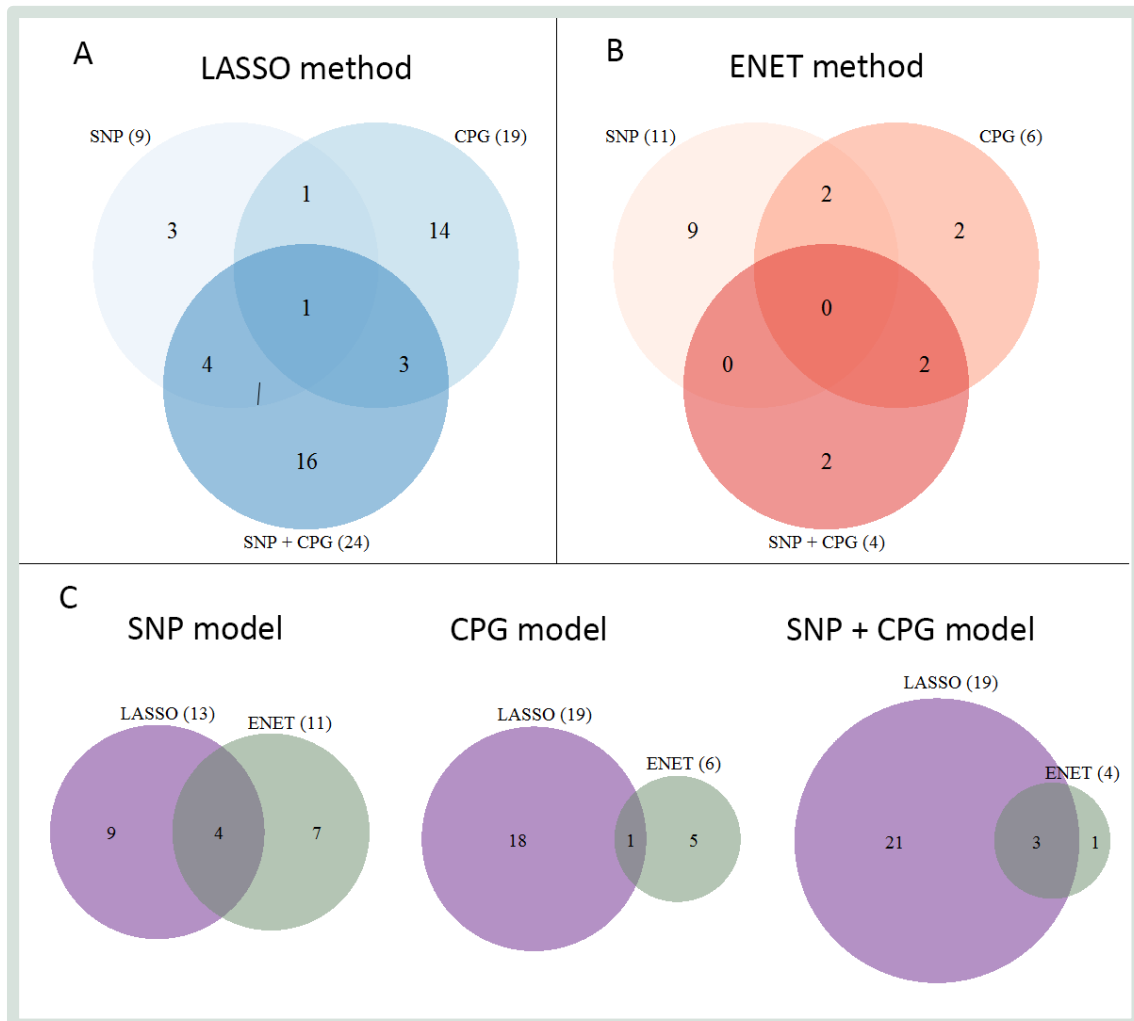 A
LASSO method
SNP (9)
CPG (19)
1
3
14
1
4
3
16
SNP + CPG (24)
B
ENET method
SNP (11)
CPG (6)
2
9
2
0
0
2
2
SNP + CPG (4)
C
SNP model
LASSO (13)
ENET (11)
9
4
7
CPG model
LASSO (19)
ENET (6)
18
1
5
SNP + CPG model
LASSO (19)
ENET (4)
21
3
1